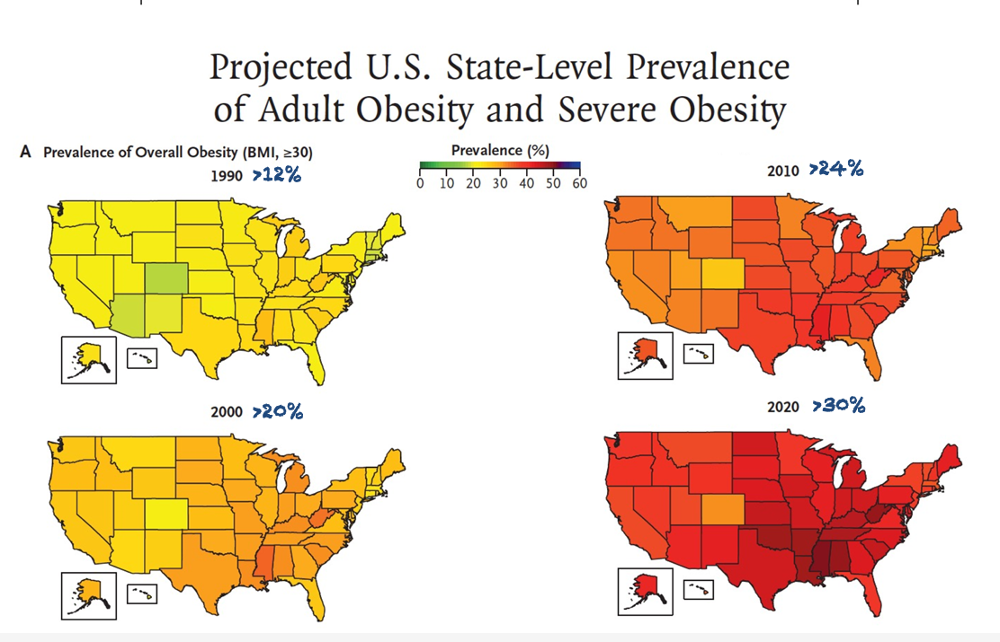 Projected U.S. State-Level Prevalence
of Adult Obesity and Severe Obesity
A Prevalence of Overall Obesity (BMI, ≥30)
Prevalence (%)
0 10 20 30 40 50 60
1990 >12%
2010 >24%
2000 >20%
2020 >30%